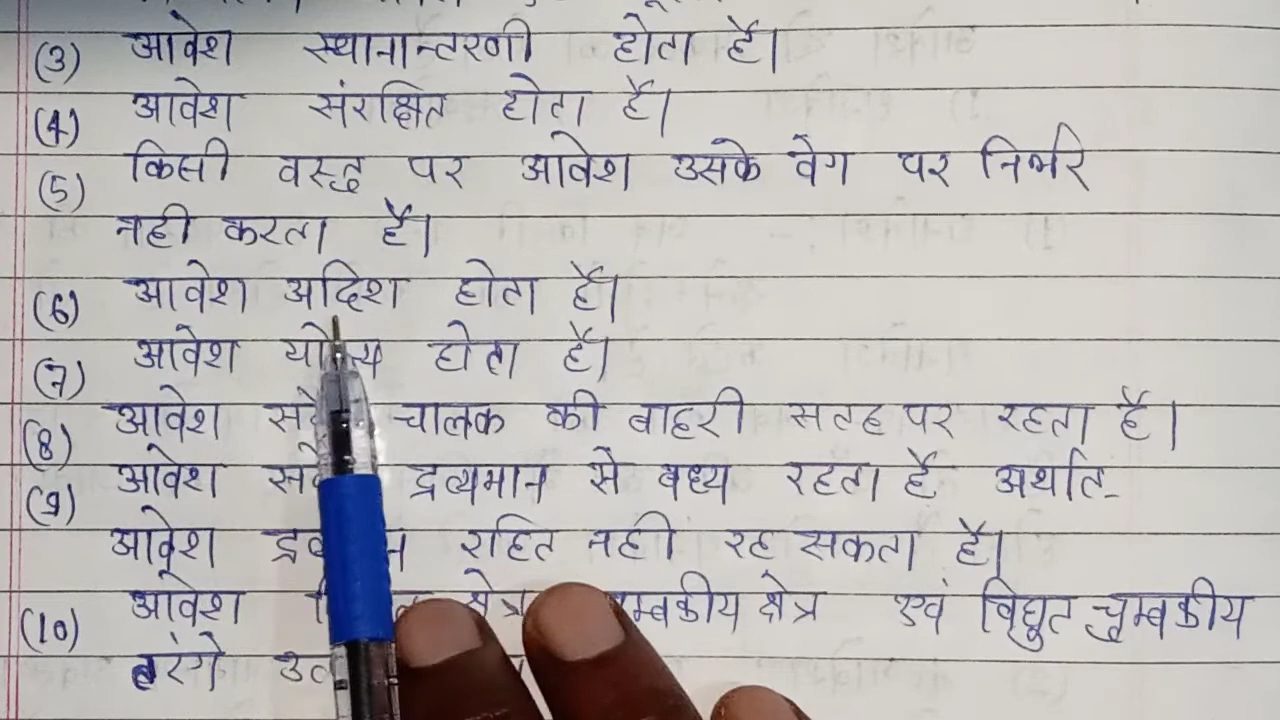 (3) आवेश स्थानान्तरणी होता है।
(4) आवेश संरक्षित होता है।
(5) किसी वस्तु पर आवेश उसके वेग पर निर्भर
नही करता है।
(6) आवेश अदिश होता है।
(7) आवेश होता है।
(8) आवेश चालक की बाहरी सतह पर रहता है।
(9) आवेश द्रव्यमान से बध्य रहता है अर्थात-
आवेश रहित नही रह सकता है।
(10) आवेश क्षेत्र क्षेत्र एवं विद्युत चुम्बकीय
तरंगे